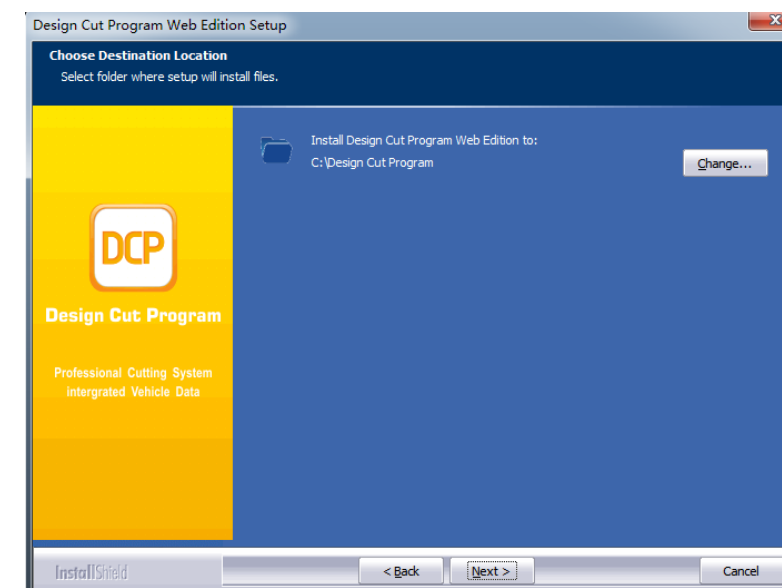 Design Cut Program Web Edition Setup
x
Choose Destination Location
Select folder where setup will install files.
Install Design Cut Program Web Edition to:
C:\Design Cut Program
Change...
DCP
Design Cut Program
Professional Cutting System
intergrated Vehicle Data
InstallShield
< Back
Next >
Cancel